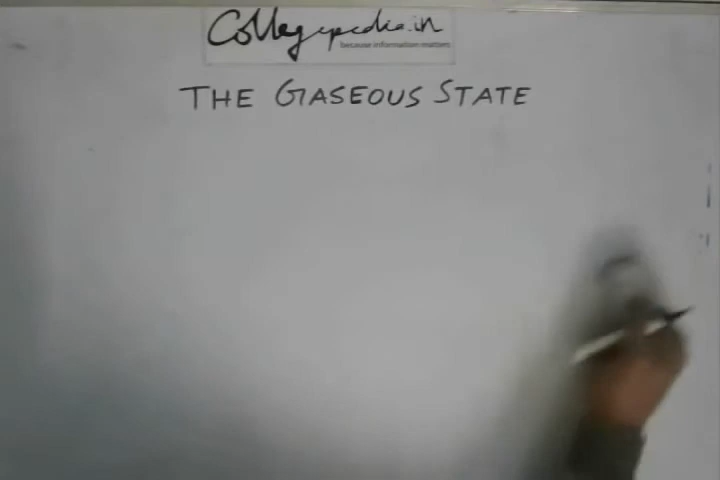 Collegepedia.in
because information matters
THE GASEOUS STATE